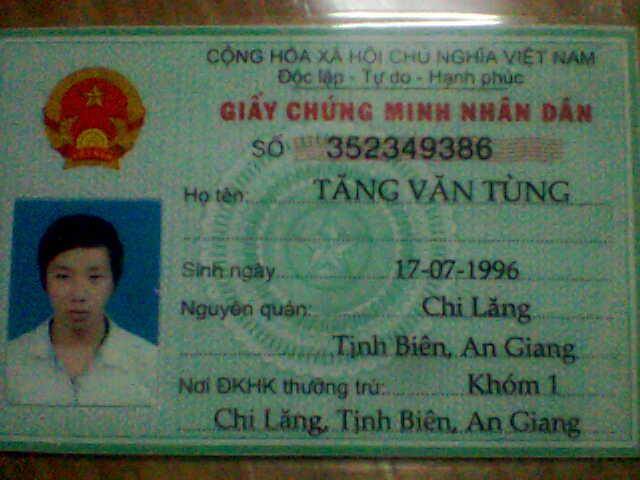 CỘNG HÒA XÃ HỘI CHỦ NGHĨA VIỆT NAM
Độc lập - Tự do - Hạnh phúc
GIẤY CHỨNG MINH NHÂN DÂN
SỐ 352349386
Họ tên: TĂNG VĂN TÙNG
Sinh ngày 17-07-1996
Nguyên quán: Chi Lăng
Tịnh Biên, An Giang
Nơi ĐKHK thường trú: Khóm 1
Chi Lăng, Tịnh Biên, An Giang